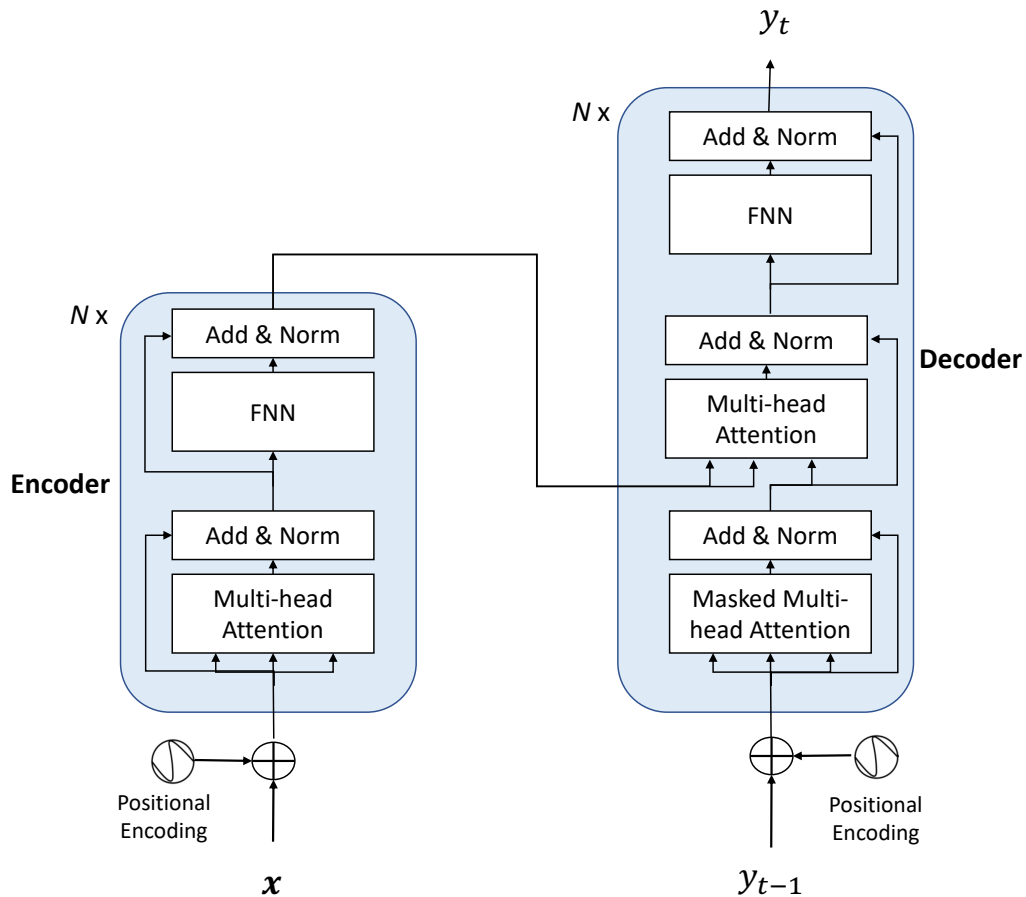 y_t
N x
Add & Norm
FNN
N x
Add & Norm
FNN
Add & Norm
Multi-head
Attention
Decoder
Encoder
Add & Norm
Multi-head
Attention
Add & Norm
Masked Multi-
head Attention
Positional
Encoding
Positional
Encoding
x
y_{t−1}